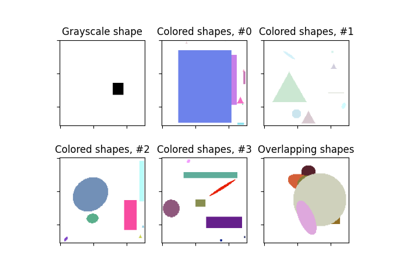 Grayscale shape
Colored shapes, #0
Colored shapes, #1
Colored shapes, #2
Colored shapes, #3
Overlapping shapes